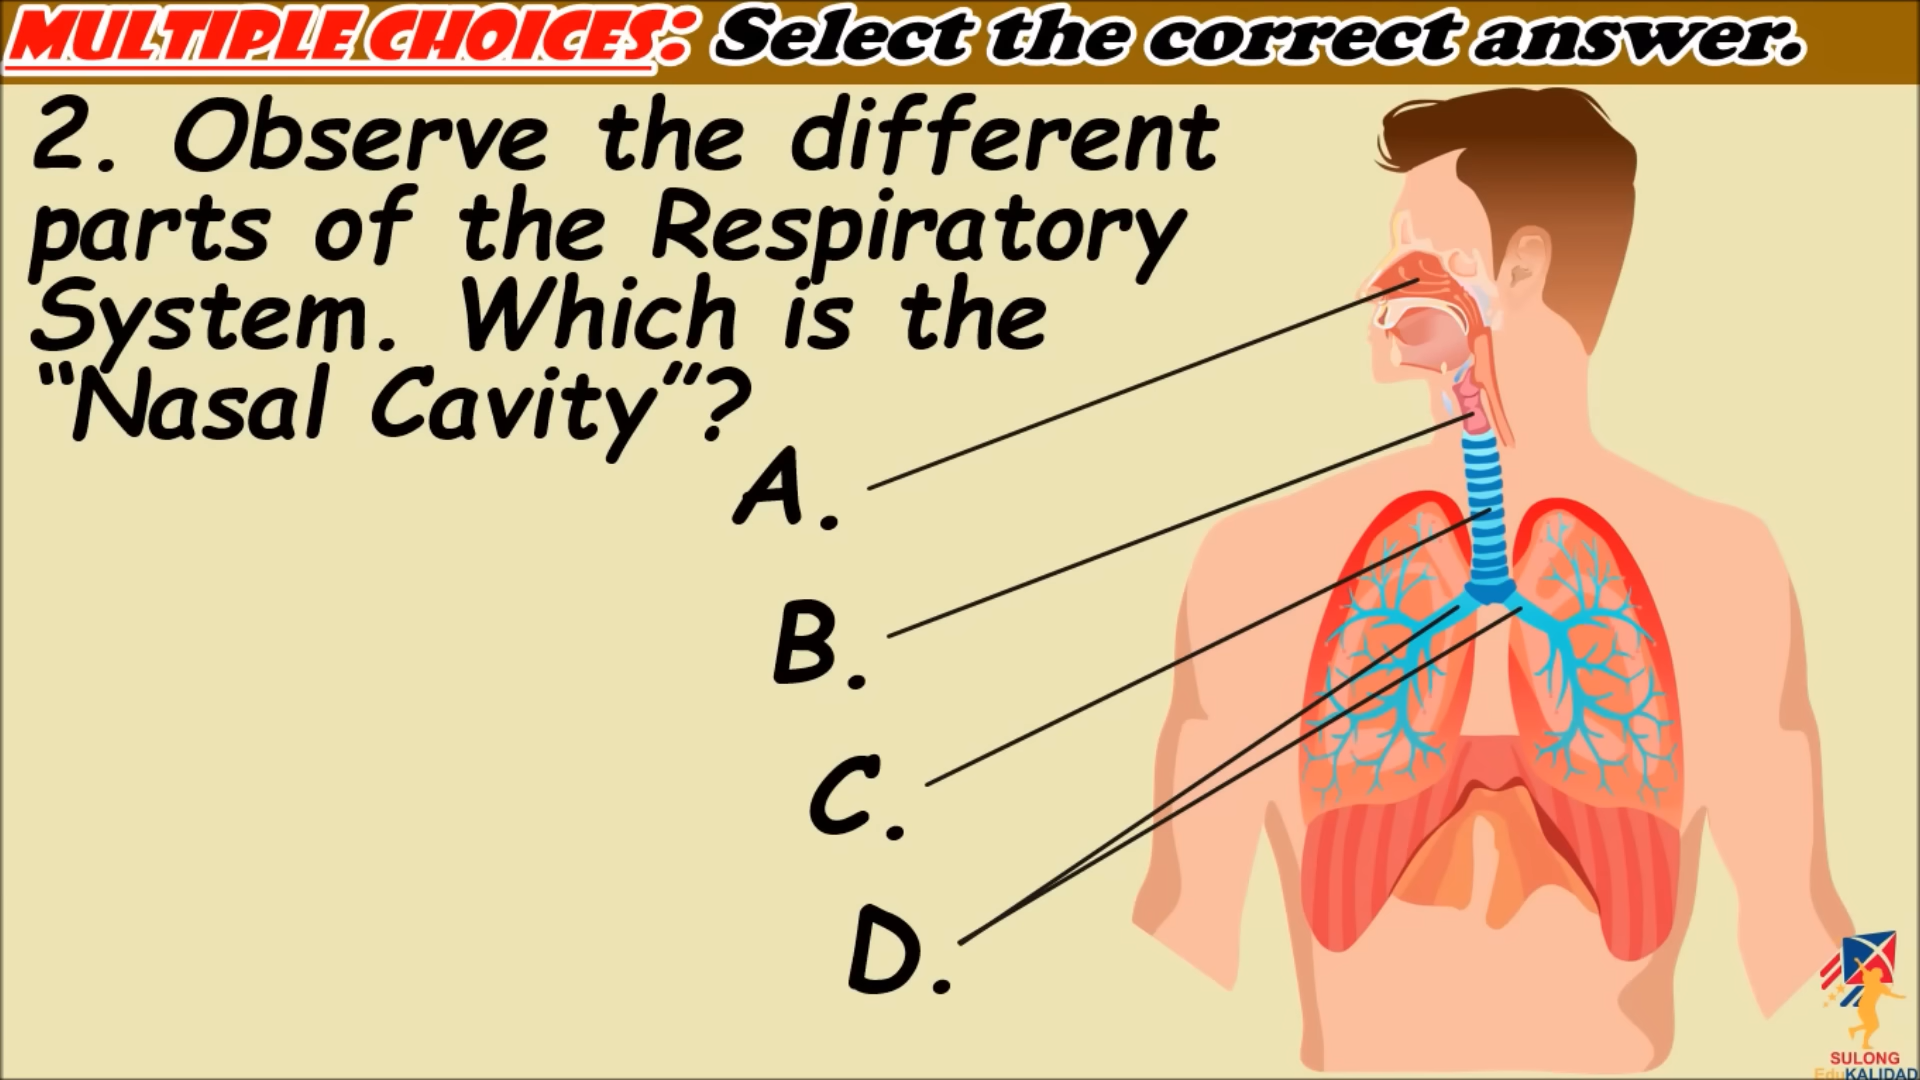 MULTIPLE CHOICES: Select the correct answer.
2. Observe the different
parts of the Respiratory
System. Which is the
“Nasal Cavity”?
A.
B.
C.
D.
SULONG
EduKALIDAD